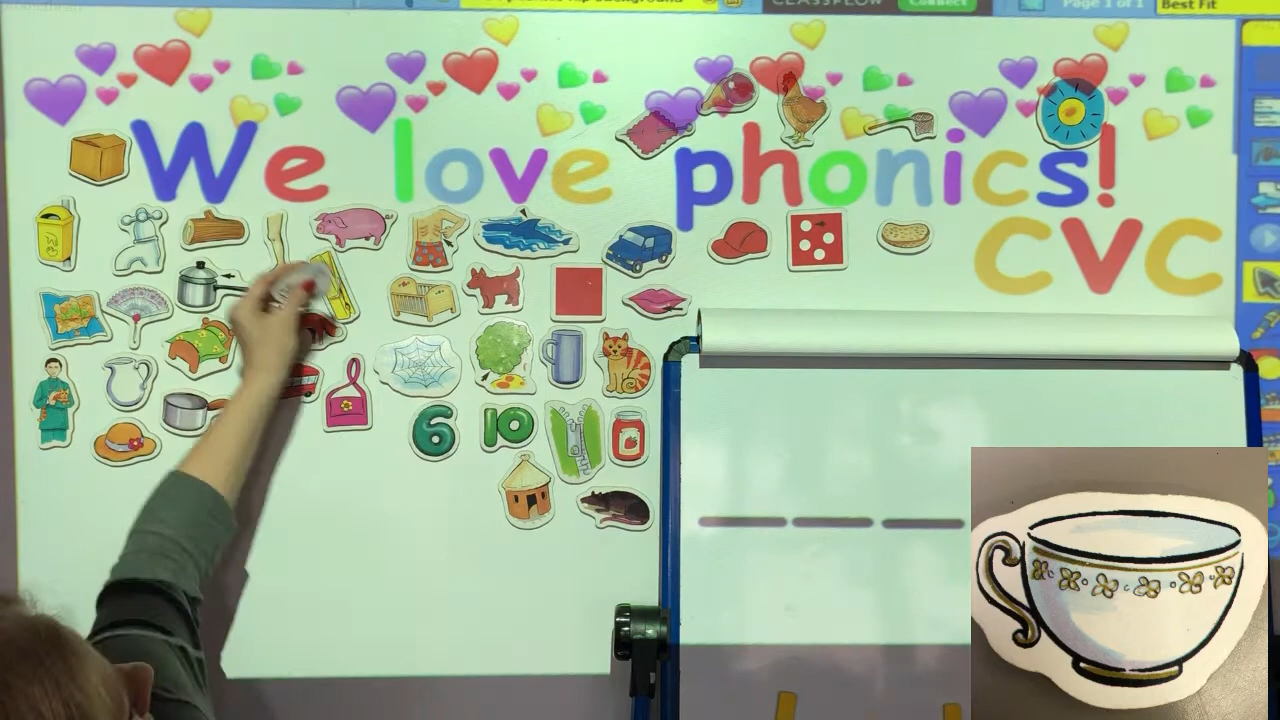 CLASSFLOW
Connect
Page 1 of 1
Best Fit
We love phonics!
CVC
6
10